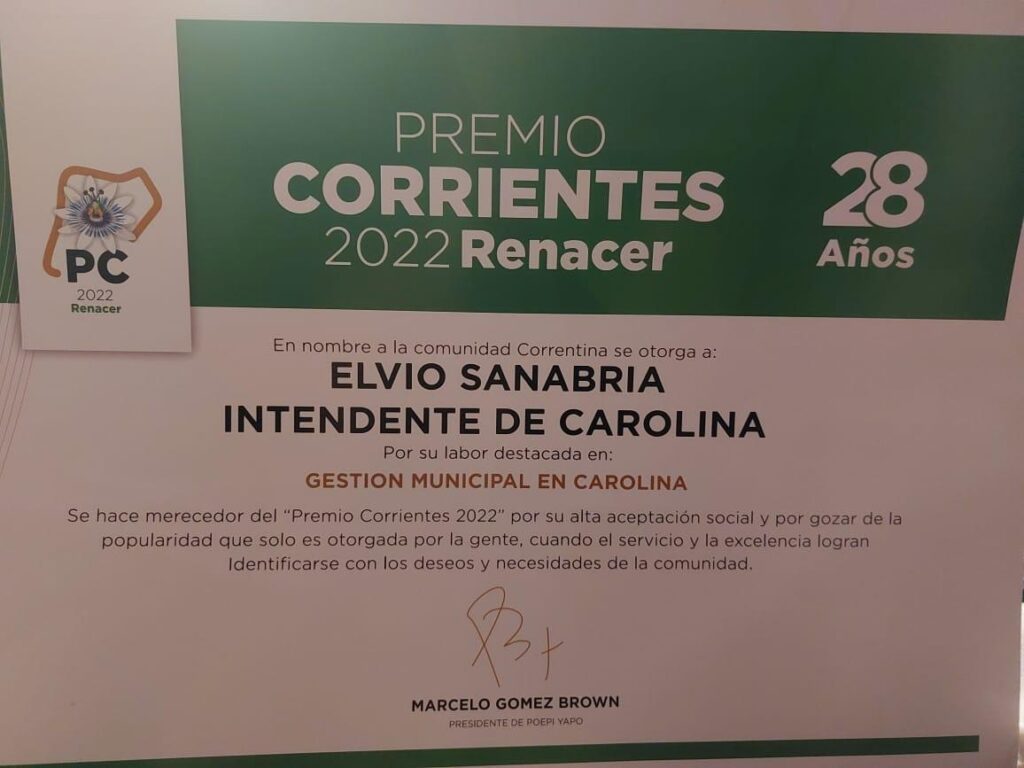 PREMIO
CORRIENTES
2022 Renacer
28
Años
PC
2022
Renacer
En nombre a la comunidad Correntina se otorga a:
ELVIO SANABRIA
INTENDENTE DE CAROLINA
Por su labor destacada en:
GESTION MUNICIPAL EN CAROLINA
Se hace merecedor del “Premio Corrientes 2022” por su alta aceptación social y por gozar de la
popularidad que solo es otorgada por la gente, cuando el servicio y la excelencia logran
Identificarse con los deseos y necesidades de la comunidad.
MARCELO GOMEZ BROWN
PRESIDENTE DE POEPI YAPO